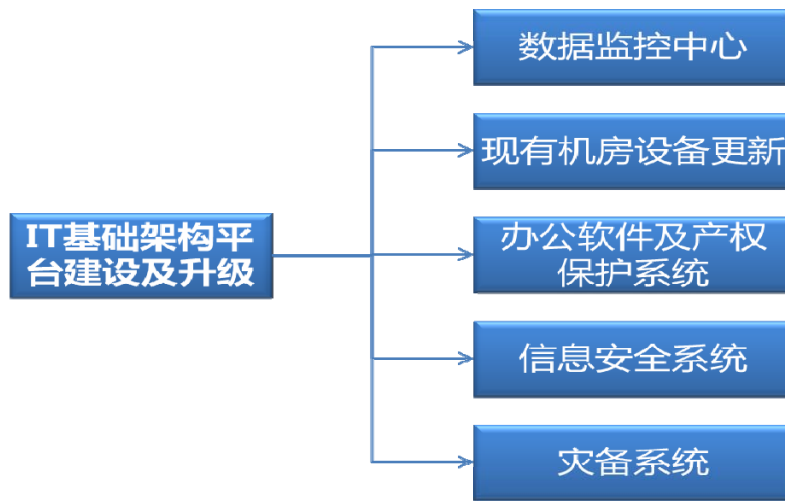 数据监控中心
现有机房设备更新
IT基础架构平
台建设及升级
办公软件及产权
保护系统
信息安全系统
灾备系统